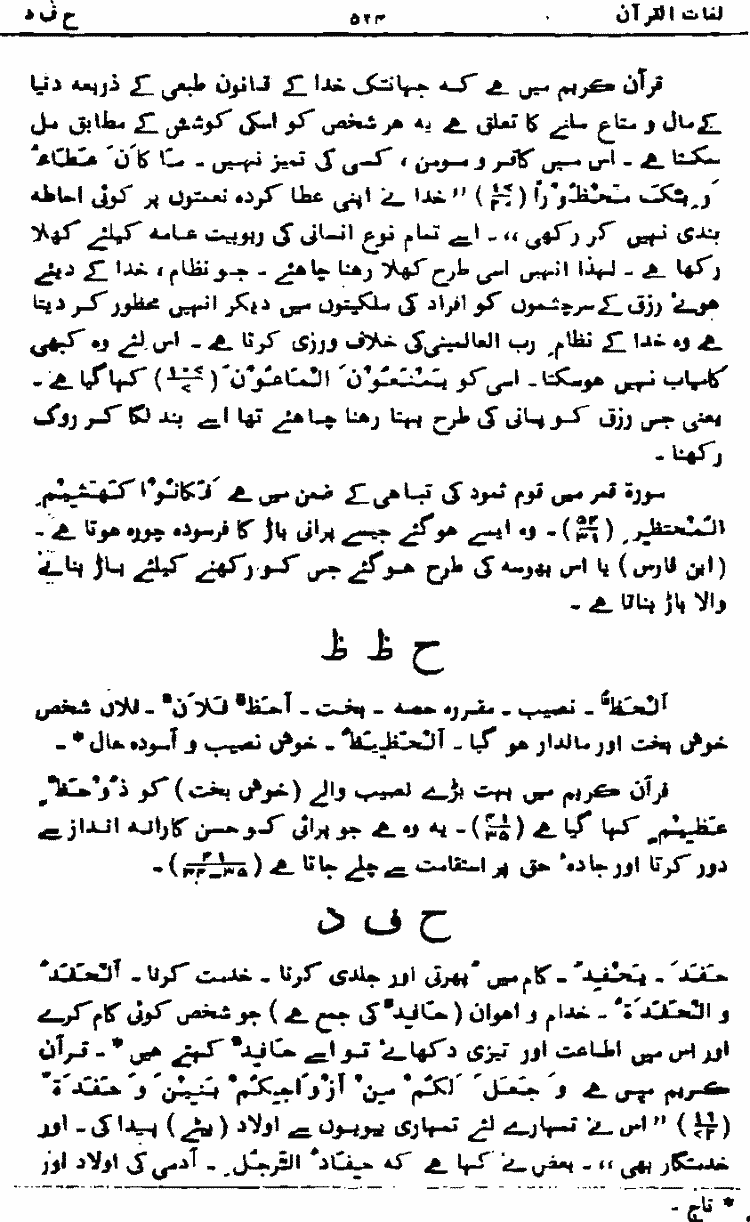 لغات القرآن ۵۲۴ ح ف د
قرآن کریم میں ہے کہ جہانتک خدا کے قانون طبعی کے ذریعہ دنیا
کے مال و متاع ملنے کا تعلق ہے یہ ہر شخص کو اسکی کوشش کے مطابق مل
سکتا ہے ۔ اس میں کافر و مومن ، کسی کی تمیز نہیں ۔ مَا كَانَ عَطَاءُ
رَبِّكَ مَحْظُوْراً (۱۷/۲۰) ’’خدا نے اپنی عطا کردہ نعمتوں پر کوئی احاطہ
بندی نہیں کر رکھی ،،۔ اسے تمام نوع انسانی کی ربوبیت عامہ کیلئے کھلا
رکھا ہے ۔ لہذا انہیں اسی طرح کھلا رہنا چاہئے ۔ جو نظام ، خدا کے دیئے
ہوئے رزق کے سرچشموں کو افراد کی ملکیتوں میں دیکر انہیں محظور کر دیتا
ہے وہ خدا کے نظام رب العالمینی کی خلاف ورزی کرتا ہے ۔ اس لئے وہ کبھی
کامیاب نہیں ہوسکتا ۔ اسی کو يَمْنَعُوْنَ الْمَاعُوْنَ (۱۰۷/۷) کہا گیا ہے ۔
یعنی جس رزق کو پانی کی طرح بہتا رہنا چاہئے تھا اسے بند لگا کر روک
رکھنا ۔
سورۃ قمر میں قوم ثمود کی تباہی کے ضمن میں ہے فَكَانُوْا كَهَشِيْمِ
الْمُحْتَظِرِ (۵۴/۳۱) ۔ وہ ایسے ہوگئے جیسے پرانی باڑ کا فرسودہ چورہ ہوتا ہے ۔
(ابن فارس) یا اس بھوسہ کی طرح ہوگئے جس کو رکھنے کیلئے باڑ بنانے
والا باڑ بناتا ہے ۔
ح ظ ظ
اَلْحَظُّ ۔ نصیب ۔ مقررہ حصہ ۔ بخت ۔ اَحَظَّ فُلَانٌ ۔ فلاں شخص
خوش بخت اور مالدار ہو گیا ۔ اَلْحَظِيْظُ ۔ خوش نصیب و آسودہ حال * ۔
قرآن کریم میں بہت بڑے نصیب والے (خوش بخت) کو ذُوْحَظٍّ
عَظِيْمٍ کہا گیا ہے (۴۱/۳۵) ۔ یہ وہ ہے جو برائی کو حسن کارانہ انداز سے
دور کرتا اور جادۂ حق پر استقامت سے چلے جاتا ہے (۴۱/۳۴-۳۵) ۔
ح ف د
حَفَدَ ۔ يَحْفِدُ ۔ کام میں پھرتی اور جلدی کرنا ۔ خدمت کرنا ۔ اَلْحَفَدُ
و الْحَفَدَةُ ۔ خدام و اعوان (حَافِدٌ کی جمع ہے) جو شخص کوئی کام کرے
اور اس میں اطاعت اور تیزی دکھائے تو اسے حَافِدٌ کہتے ہیں * ۔ قرآن
کریم میں ہے وَ جَعَلَ لَكُمْ مِنْ اَزْوَاجِكُمْ بَنِيْنَ وَ حَفَدَةً
(۱۶/۷۲) ’’اس نے تمہارے لئے تمہاری بیویوں سے اولاد (بیٹے) پیدا کی ۔ اور
خدمتگار بھی ،،۔ بعض نے کہا ہے کہ حَفَدُ الرَّجُلِ ۔ آدمی کی اولاد اور
* تاج ۔